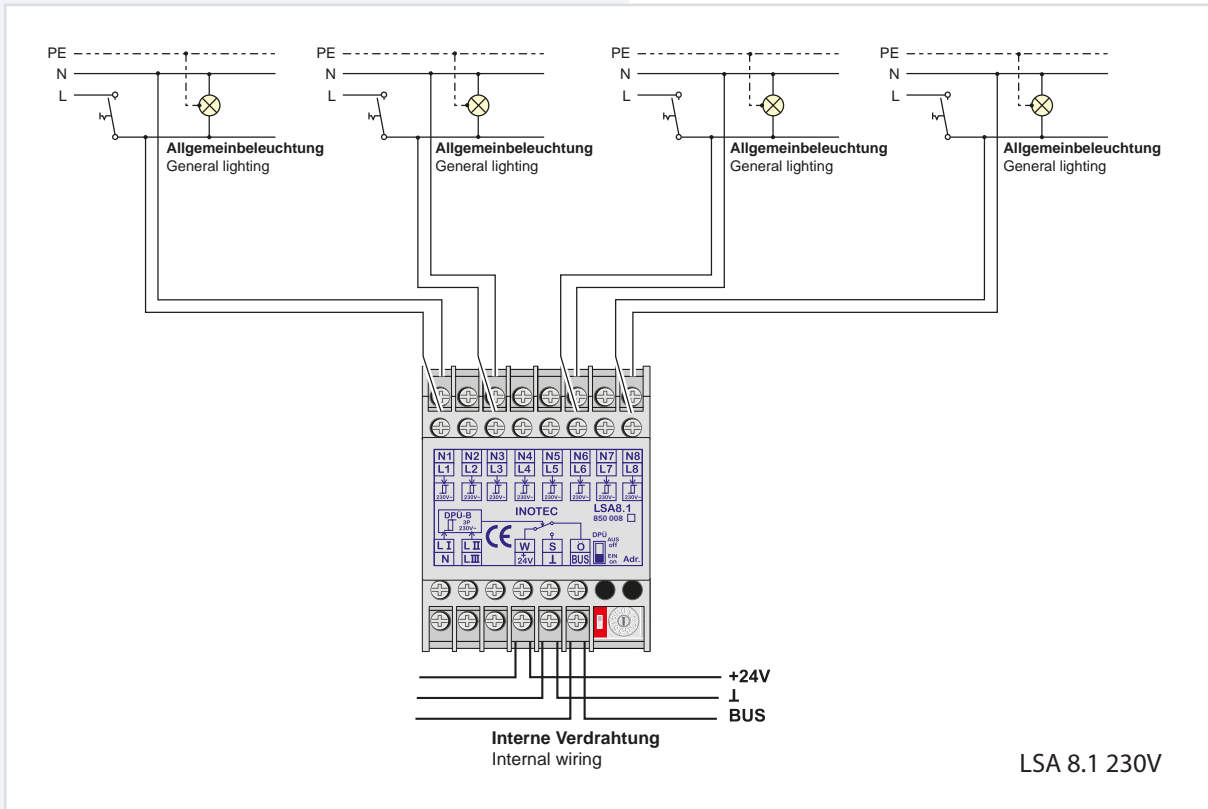 PE PE PE PE
N N N N
L L L L
Allgemeinbeleuchtung Allgemeinbeleuchtung Allgemeinbeleuchtung Allgemeinbeleuchtung
General lighting General lighting General lighting General lighting
N1 N2 N3 N4 N5 N6 N7 N8
L1 L2 L3 L4 L5 L6 L7 L8
230V~ 230V~ 230V~ 230V~ 230V~ 230V~ 230V~ 230V~
INOTEC LSA8.1
850 008
DPÜ-B
3P
230V~
CE
DPÜ
AUS
off
L I L II W S O
N L III + 24V ⊥ BUS
EIN
on
Adr.
+24V
⊥
BUS
Interne Verdrahtung
Internal wiring
LSA 8.1 230V